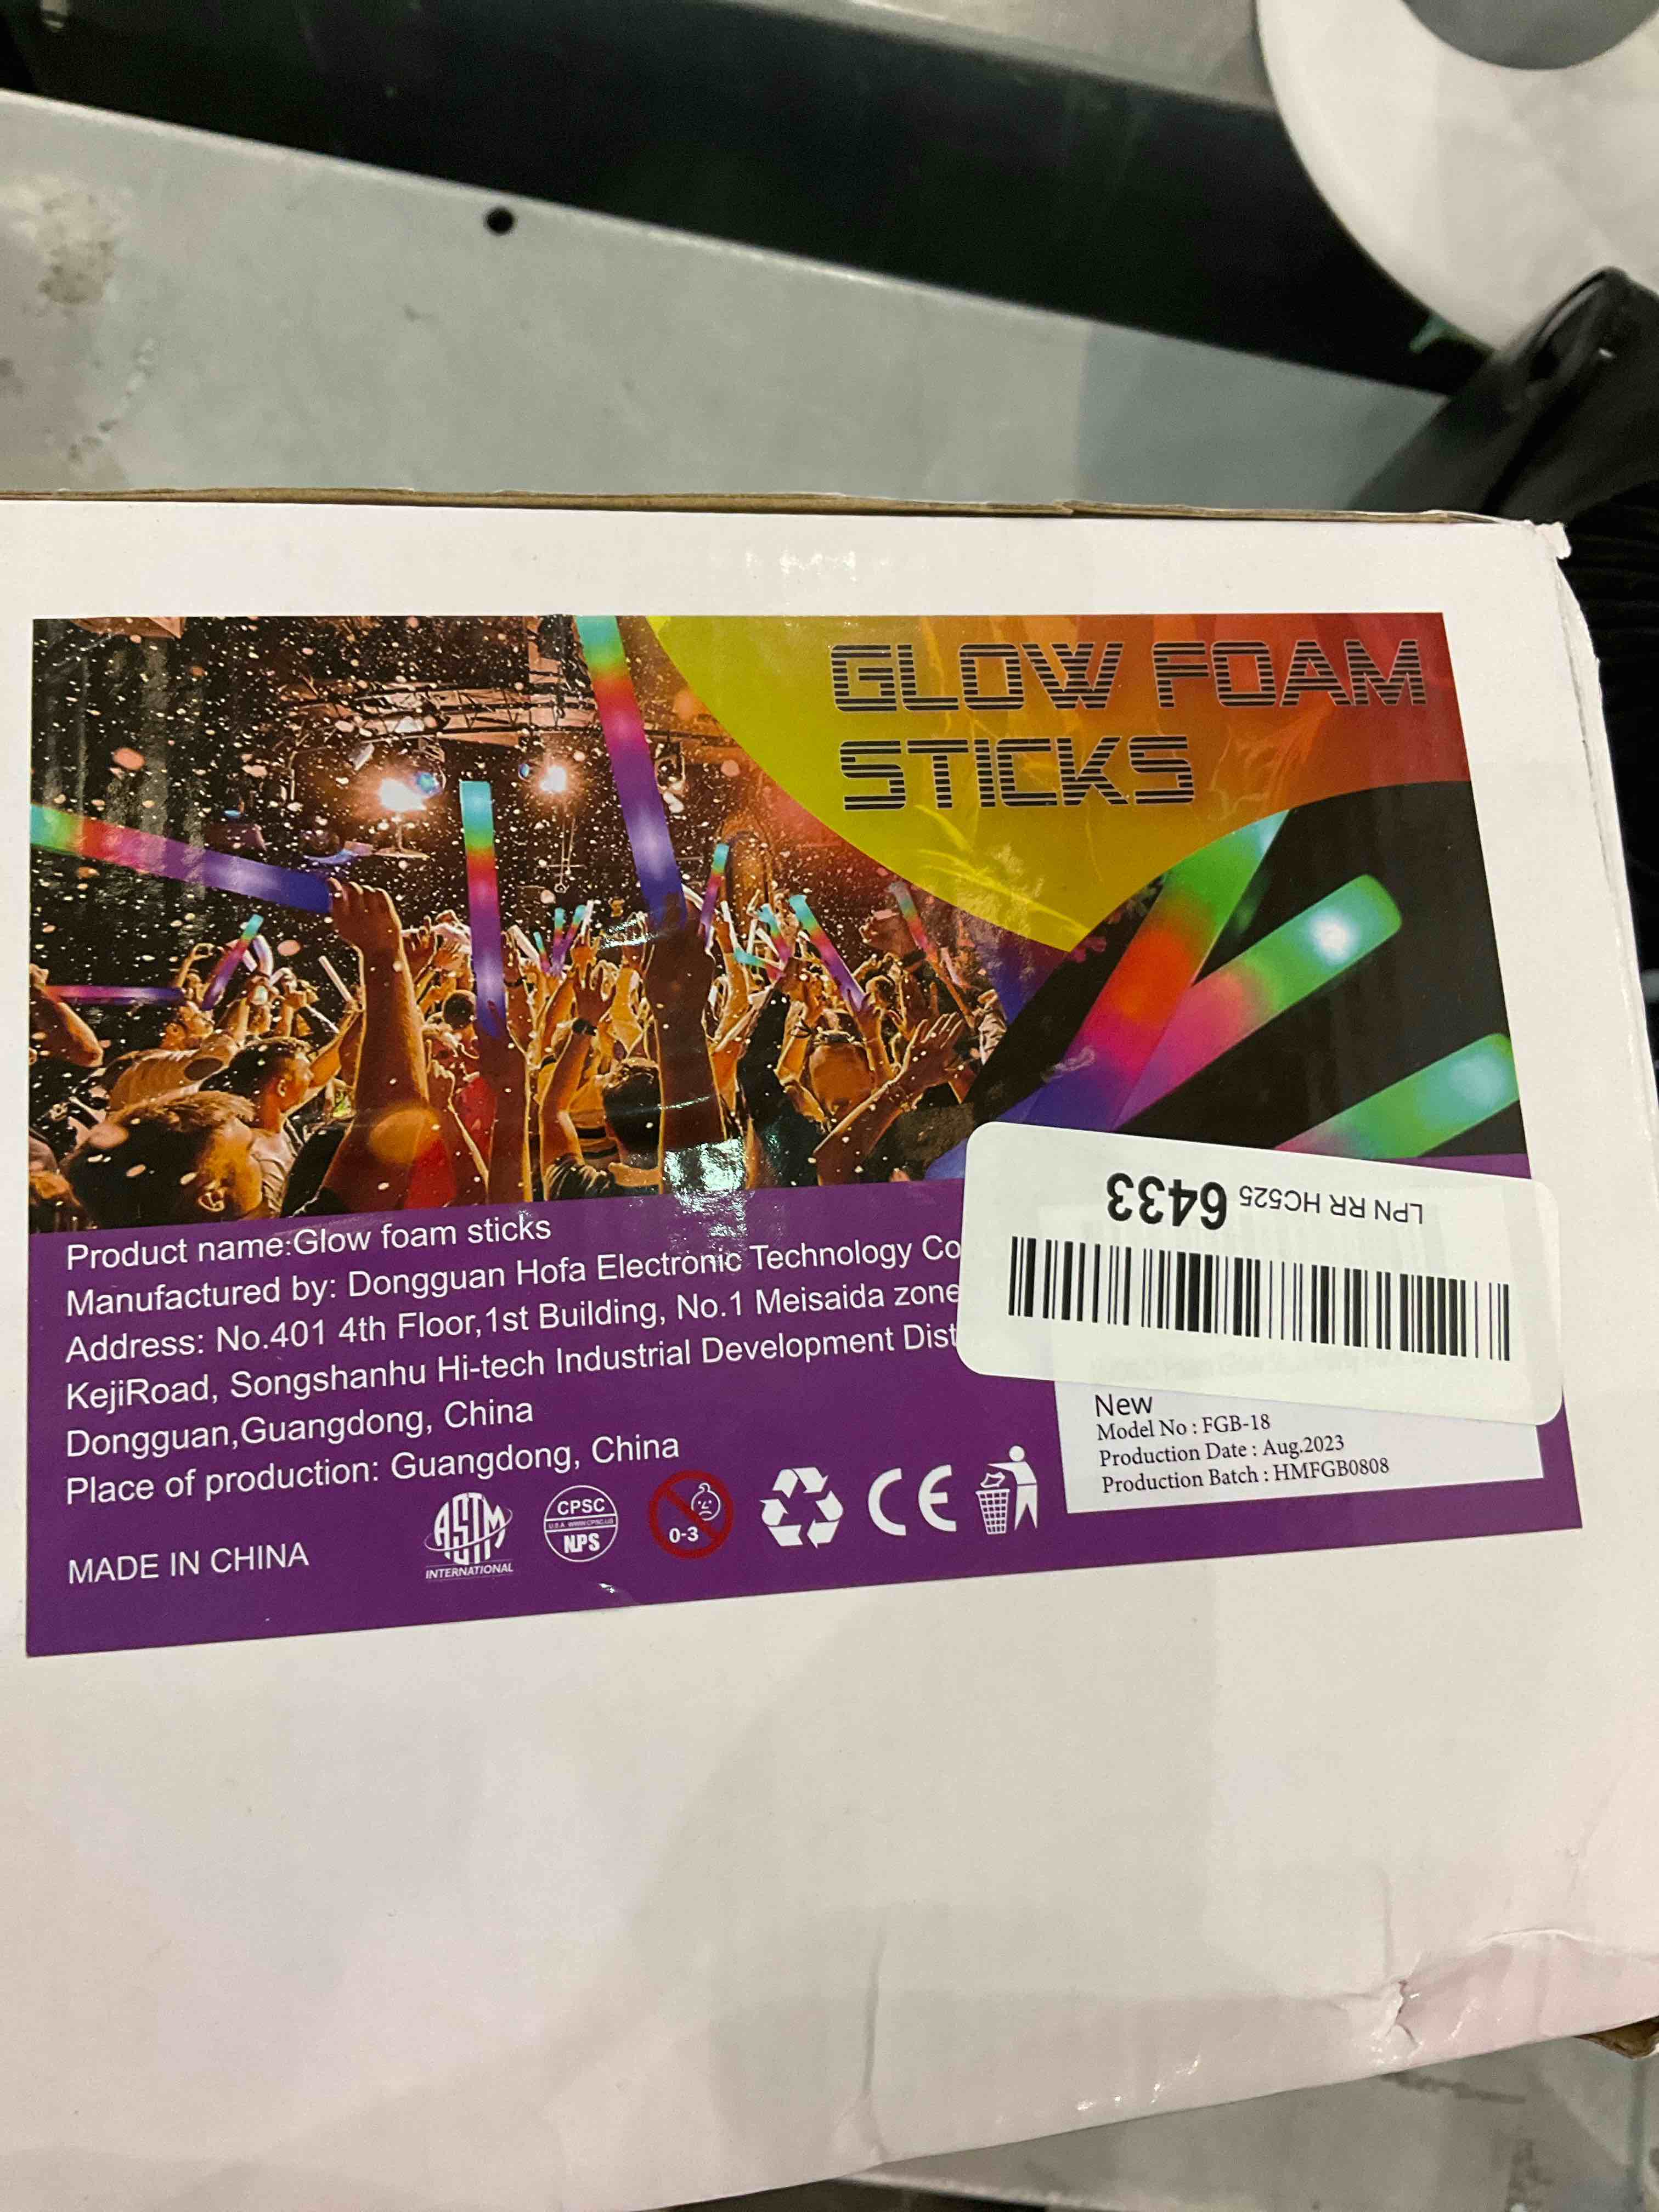 GLOW FOAM
STICKS
LPN RR HC525 6433
Product name:Glow foam sticks
Manufactured by: Dongguan Hofa Electronic Technology Co
Address: No.401 4th Floor,1st Building, No.1 Meisaida zone
KejiRoad, Songshanhu Hi-tech Industrial Development Dist
Dongguan,Guangdong, China
Place of production: Guangdong, China
MADE IN CHINA
ASTM
INTERNATIONAL
CPSC
U.S.A WWW.CPSC.US
NPS
0-3
CE
New
Model No : FGB-18
Production Date : Aug.2023
Production Batch : HMFGB0808